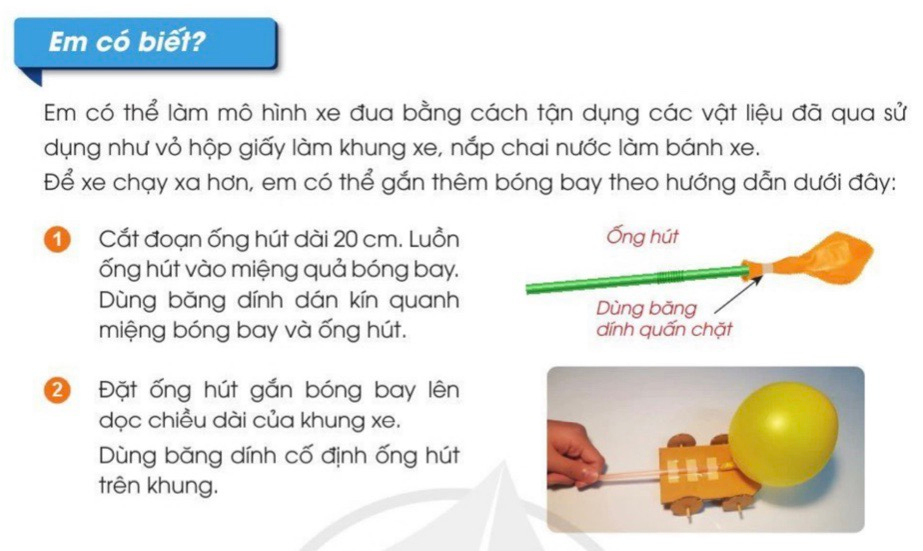 Em có biết?
Em có thể làm mô hình xe đua bằng cách tận dụng các vật liệu đã qua sử
dụng như vỏ hộp giấy làm khung xe, nắp chai nước làm bánh xe.
Để xe chạy xa hơn, em có thể gắn thêm bóng bay theo hướng dẫn dưới đây:
1 Cắt đoạn ống hút dài 20 cm. Luồn
ống hút vào miệng quả bóng bay.
Dùng băng dính dán kín quanh
miệng bóng bay và ống hút.
Ống hút
Dùng băng
dính quấn chặt
2 Đặt ống hút gắn bóng bay lên
dọc chiều dài của khung xe.
Dùng băng dính cố định ống hút
trên khung.